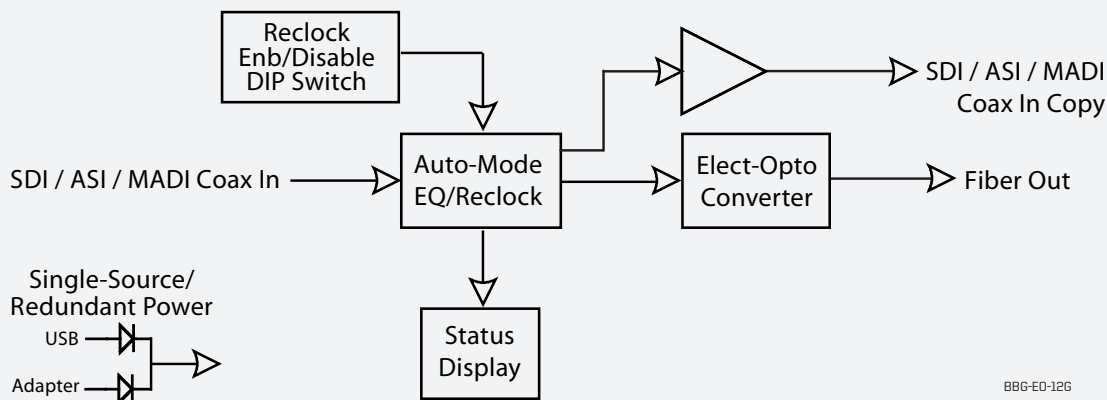 Reclock
Enb/Disable
DIP Switch
SDI / ASI / MADI
Coax In Copy
SDI / ASI / MADI Coax In
Auto-Mode
EQ/Reclock
Elect-Opto
Converter
Fiber Out
Single-Source/
Redundant Power
USB
Adapter
Status
Display
BBG-EO-12G